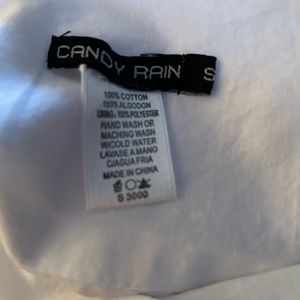 CANDY RAIN S
100% COTTON
100% ALGODON
LINING: 100% POLYESTER
HAND WASH OR
MACHING WASH
W/COLD WATER
LAVASE A MANO
C/AGUA FRIA
MADE IN CHINA
S 3000